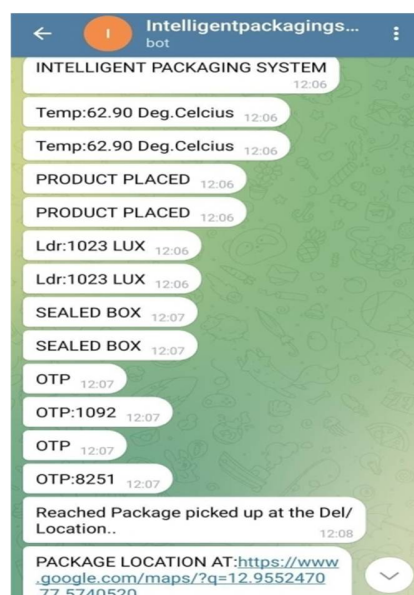 Intelligentpackagings...
I
bot
INTELLIGENT PACKAGING SYSTEM
12:06
Temp:62.90 Deg.Celcius 12:06
Temp:62.90 Deg.Celcius 12:06
PRODUCT PLACED 12:06
PRODUCT PLACED 12:06
Ldr:1023 LUX 12:06
Ldr:1023 LUX 12:06
SEALED BOX 12:07
SEALED BOX 12:07
OTP 12:07
OTP:1092 12:07
OTP 12:07
OTP:8251 12:07
Reached Package picked up at the Del/
Location.. 12:08
PACKAGE LOCATION AT:https://www
.google.com/maps/?q=12.9552470
,77.5740520